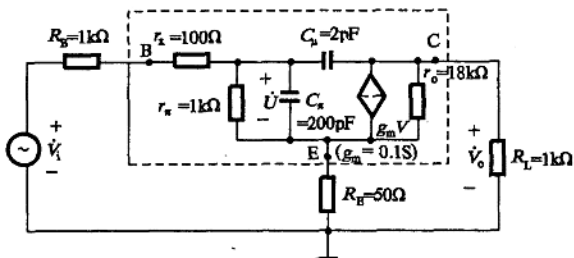 R_B=1kΩ
B
r_x=100Ω
C_μ=2pF
C
r_π=1kΩ
+
U̇
−
C_π
=200pF
g_mV
r_o=18kΩ
E
(g_m=0.1S)
+
V̇_i
−
R_E=50Ω
+
V̇_o
−
R_L=1kΩ
~